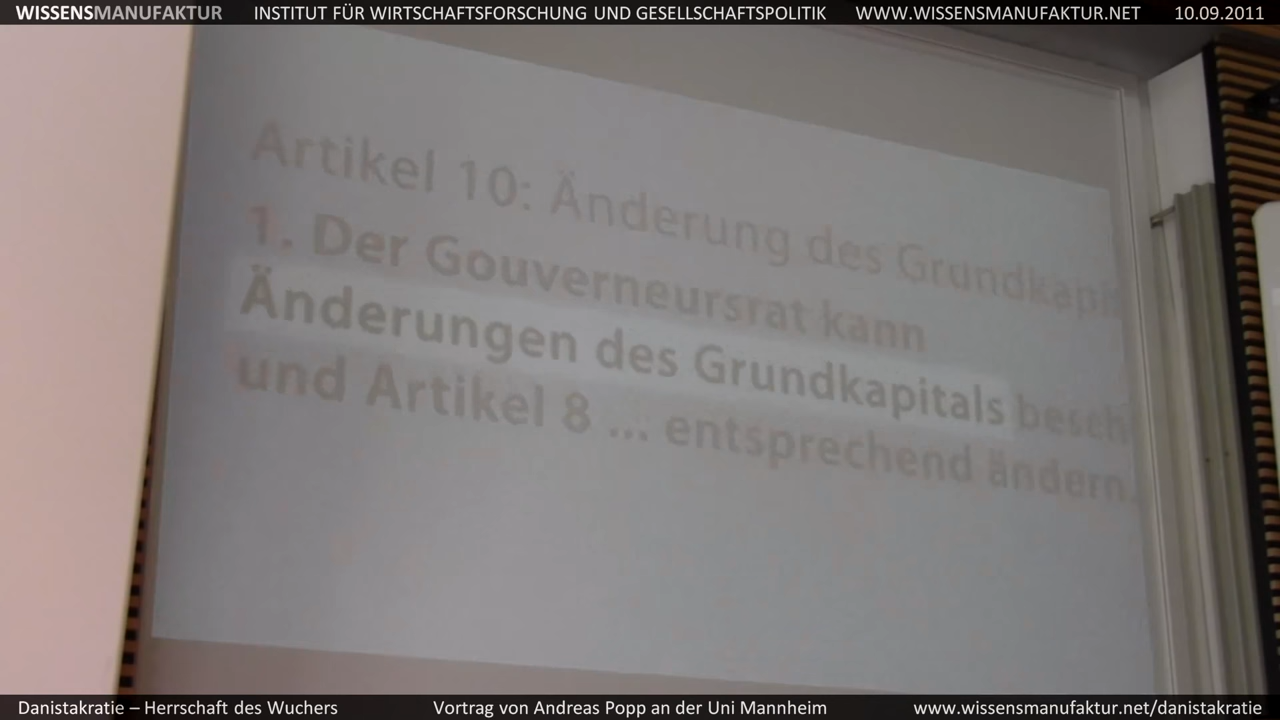 WISSENSMANUFAKTUR INSTITUT FÜR WIRTSCHAFTSFORSCHUNG UND GESELLSCHAFTSPOLITIK WWW.WISSENSMANUFAKTUR.NET 10.09.2011
Artikel 10: Änderung des Grundkapi
1. Der Gouverneursrat kann
Änderungen des Grundkapitals besch
und Artikel 8 ... entsprechend ändern.
Danistakratie – Herrschaft des Wuchers Vortrag von Andreas Popp an der Uni Mannheim www.wissensmanufaktur.net/danistakratie